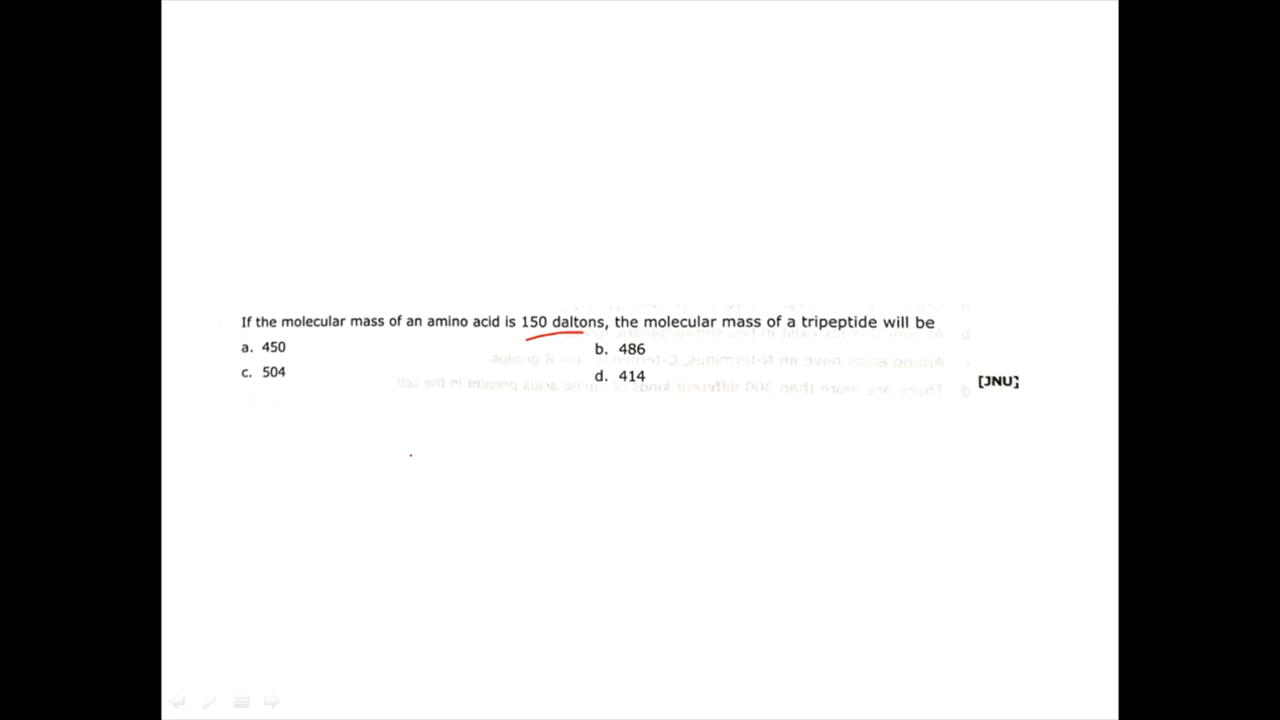 If the molecular mass of an amino acid is 150 daltons, the molecular mass of a tripeptide will be
a. 450
b. 486
c. 504
d. 414
[JNU]